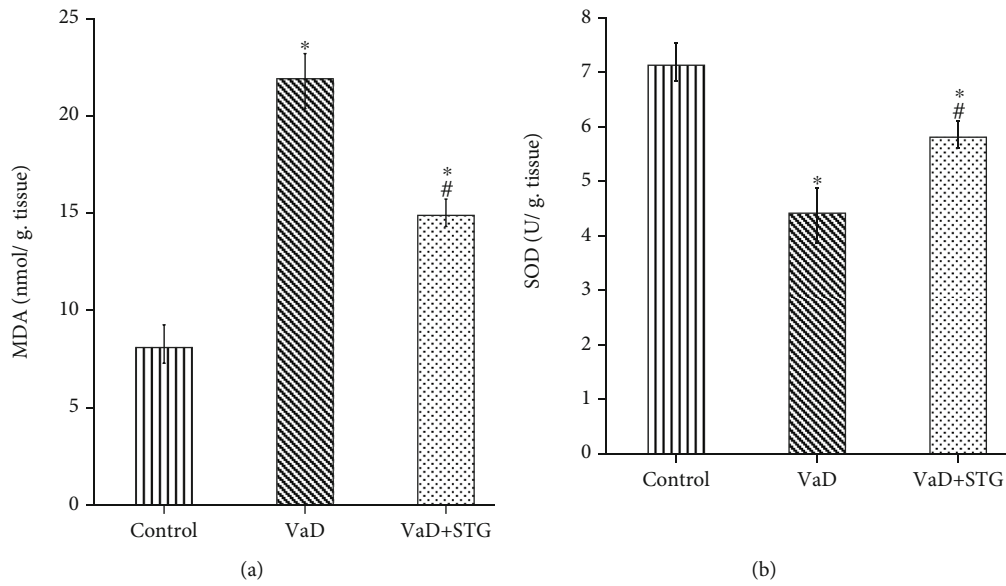 25
20
15
10
5
0
MDA (nmol/ g. tissue)
*
*
#
Control
VaD
VaD+STG
(a)
8
7
6
5
4
3
2
1
0
SOD (U/ g. tissue)
*
*
#
Control
VaD
VaD+STG
(b)